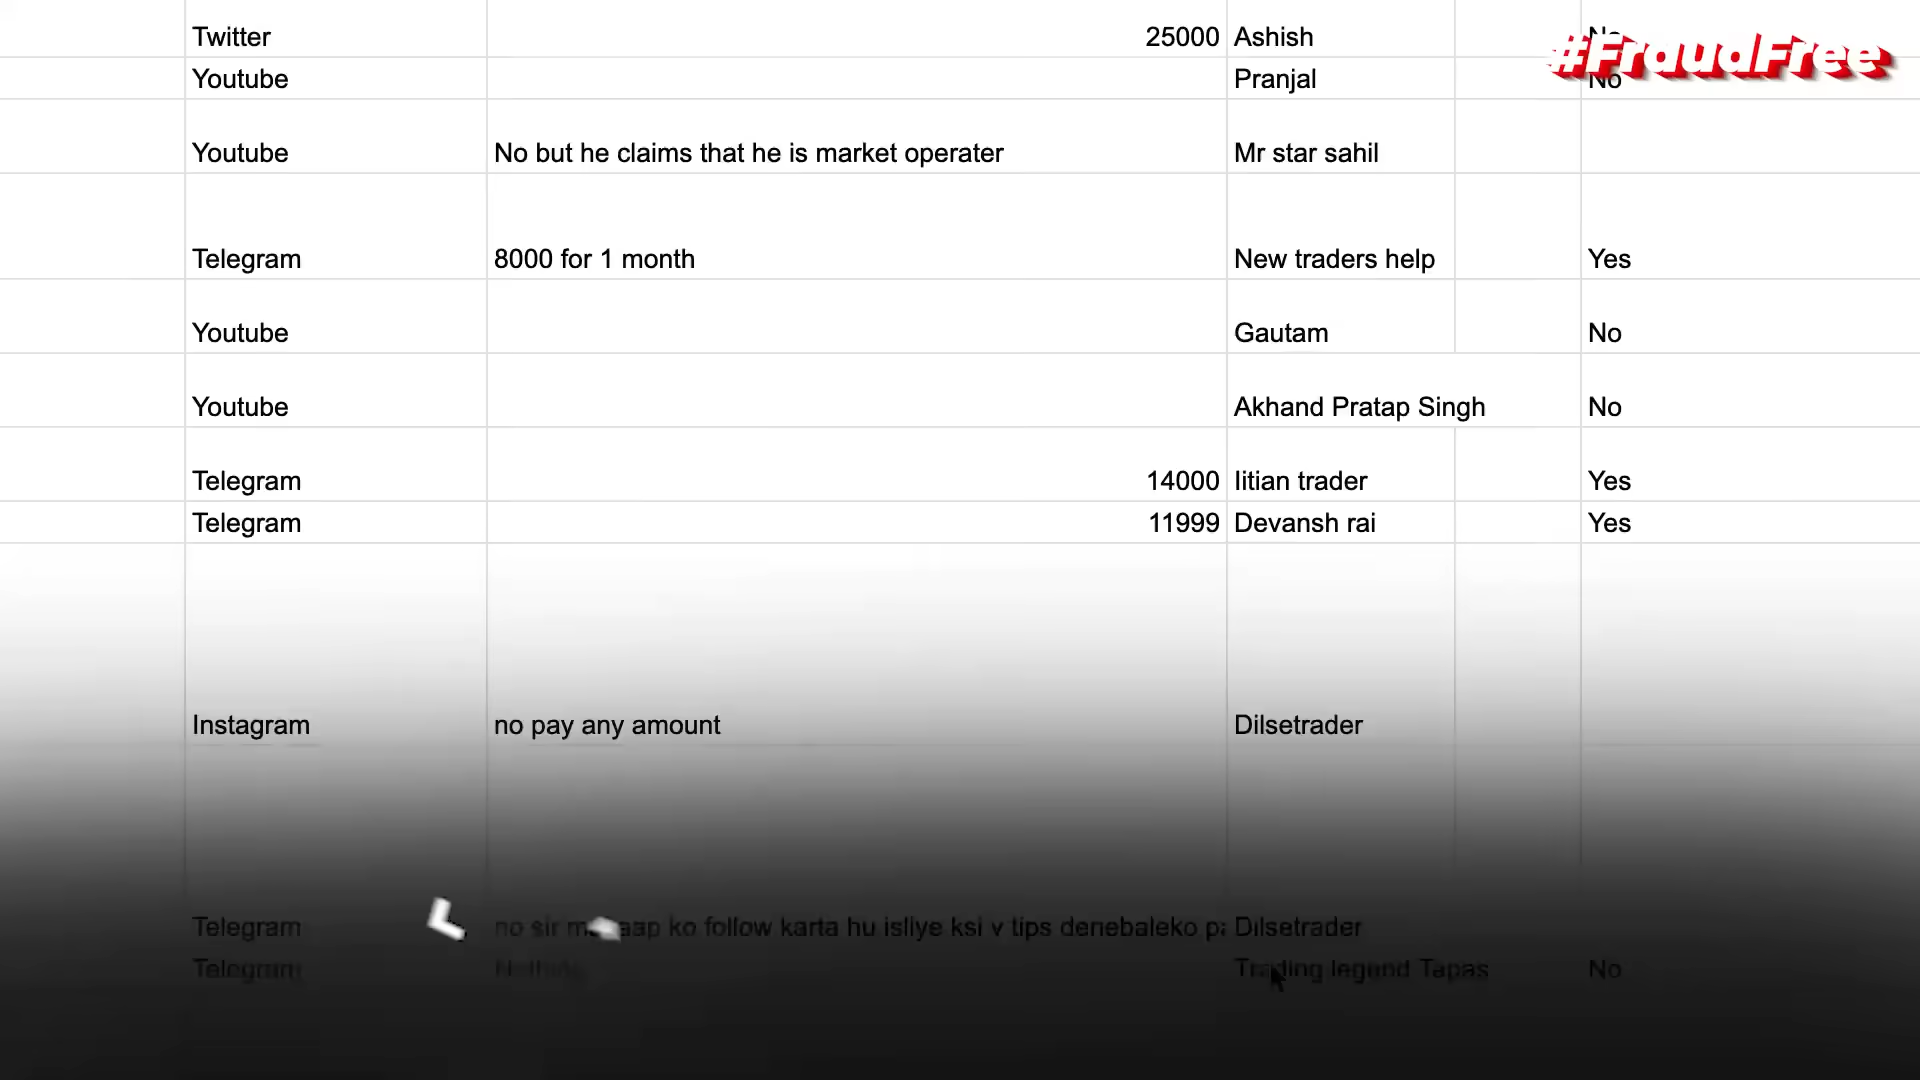 Twitter 25000 Ashish No
#FraudFree
Youtube Pranjal No
Youtube No but he claims that he is market operater Mr star sahil
Telegram 8000 for 1 month New traders help Yes
Youtube Gautam No
Youtube Akhand Pratap Singh No
Telegram 14000 Iitian trader Yes
Telegram 11999 Devansh rai Yes
Instagram no pay any amount Dilsetrader
Telegram no sir aap ko follow karta hu isliye ksi v tips denebaleko Dilsetrader
Telegram Trading legend Tapas No